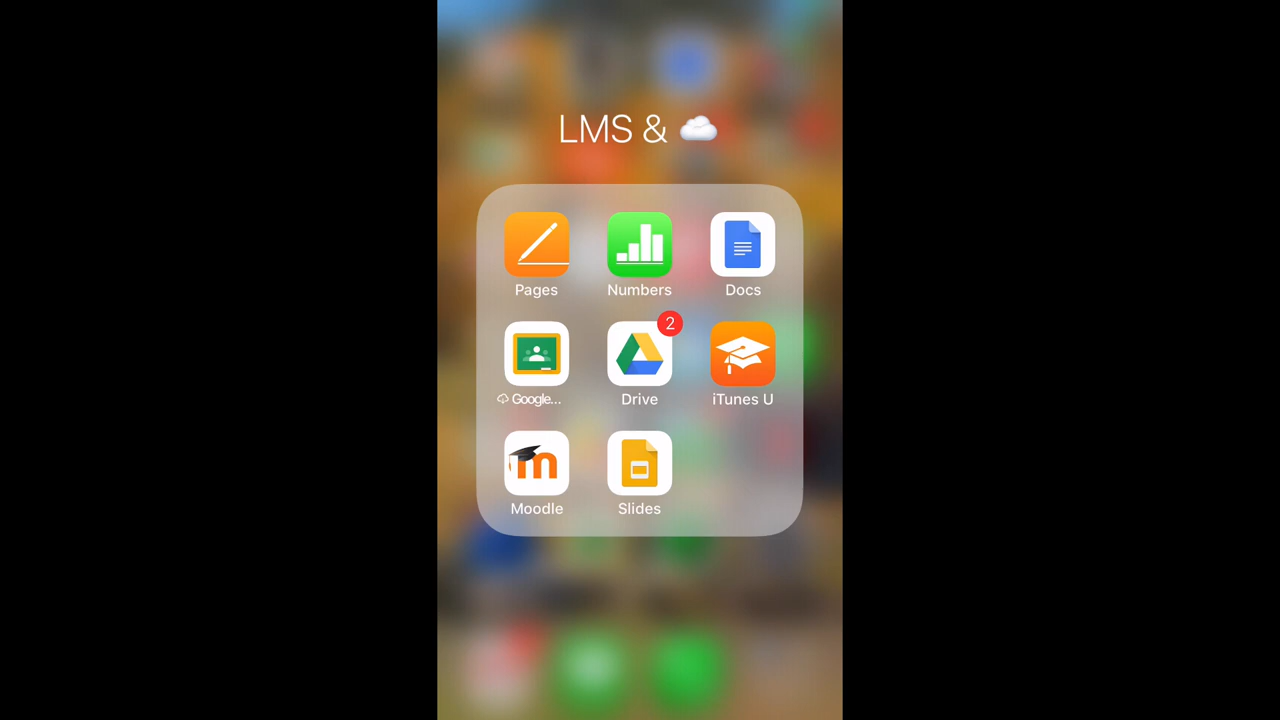 LMS & ☁️
Pages Numbers Docs
2
Google... Drive iTunes U
m
Moodle Slides